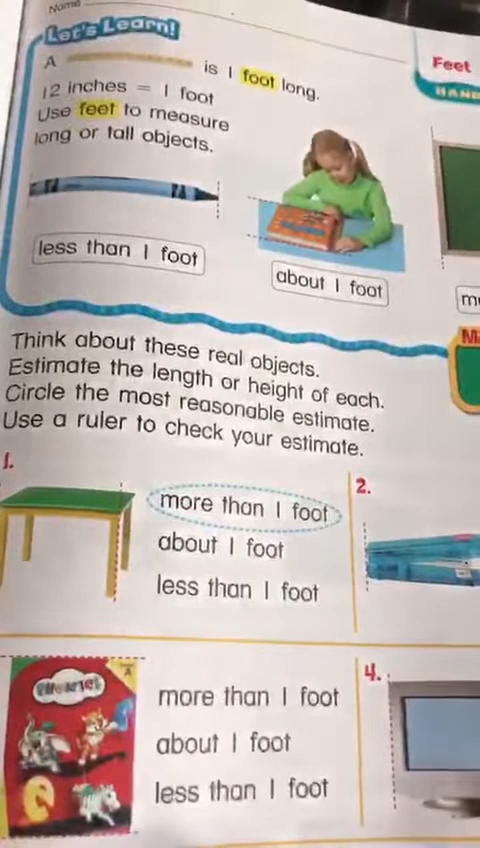 Name
Let's Learn!
A is 1 foot long.
12 inches = 1 foot
Use feet to measure
long or tall objects.
less than 1 foot
about 1 foot
Feet
HAND
m
Think about these real objects.
Estimate the length or height of each.
Circle the most reasonable estimate.
Use a ruler to check your estimate.
1.
more than 1 foot
about 1 foot
less than 1 foot
2.
more than 1 foot
about 1 foot
less than 1 foot
4.